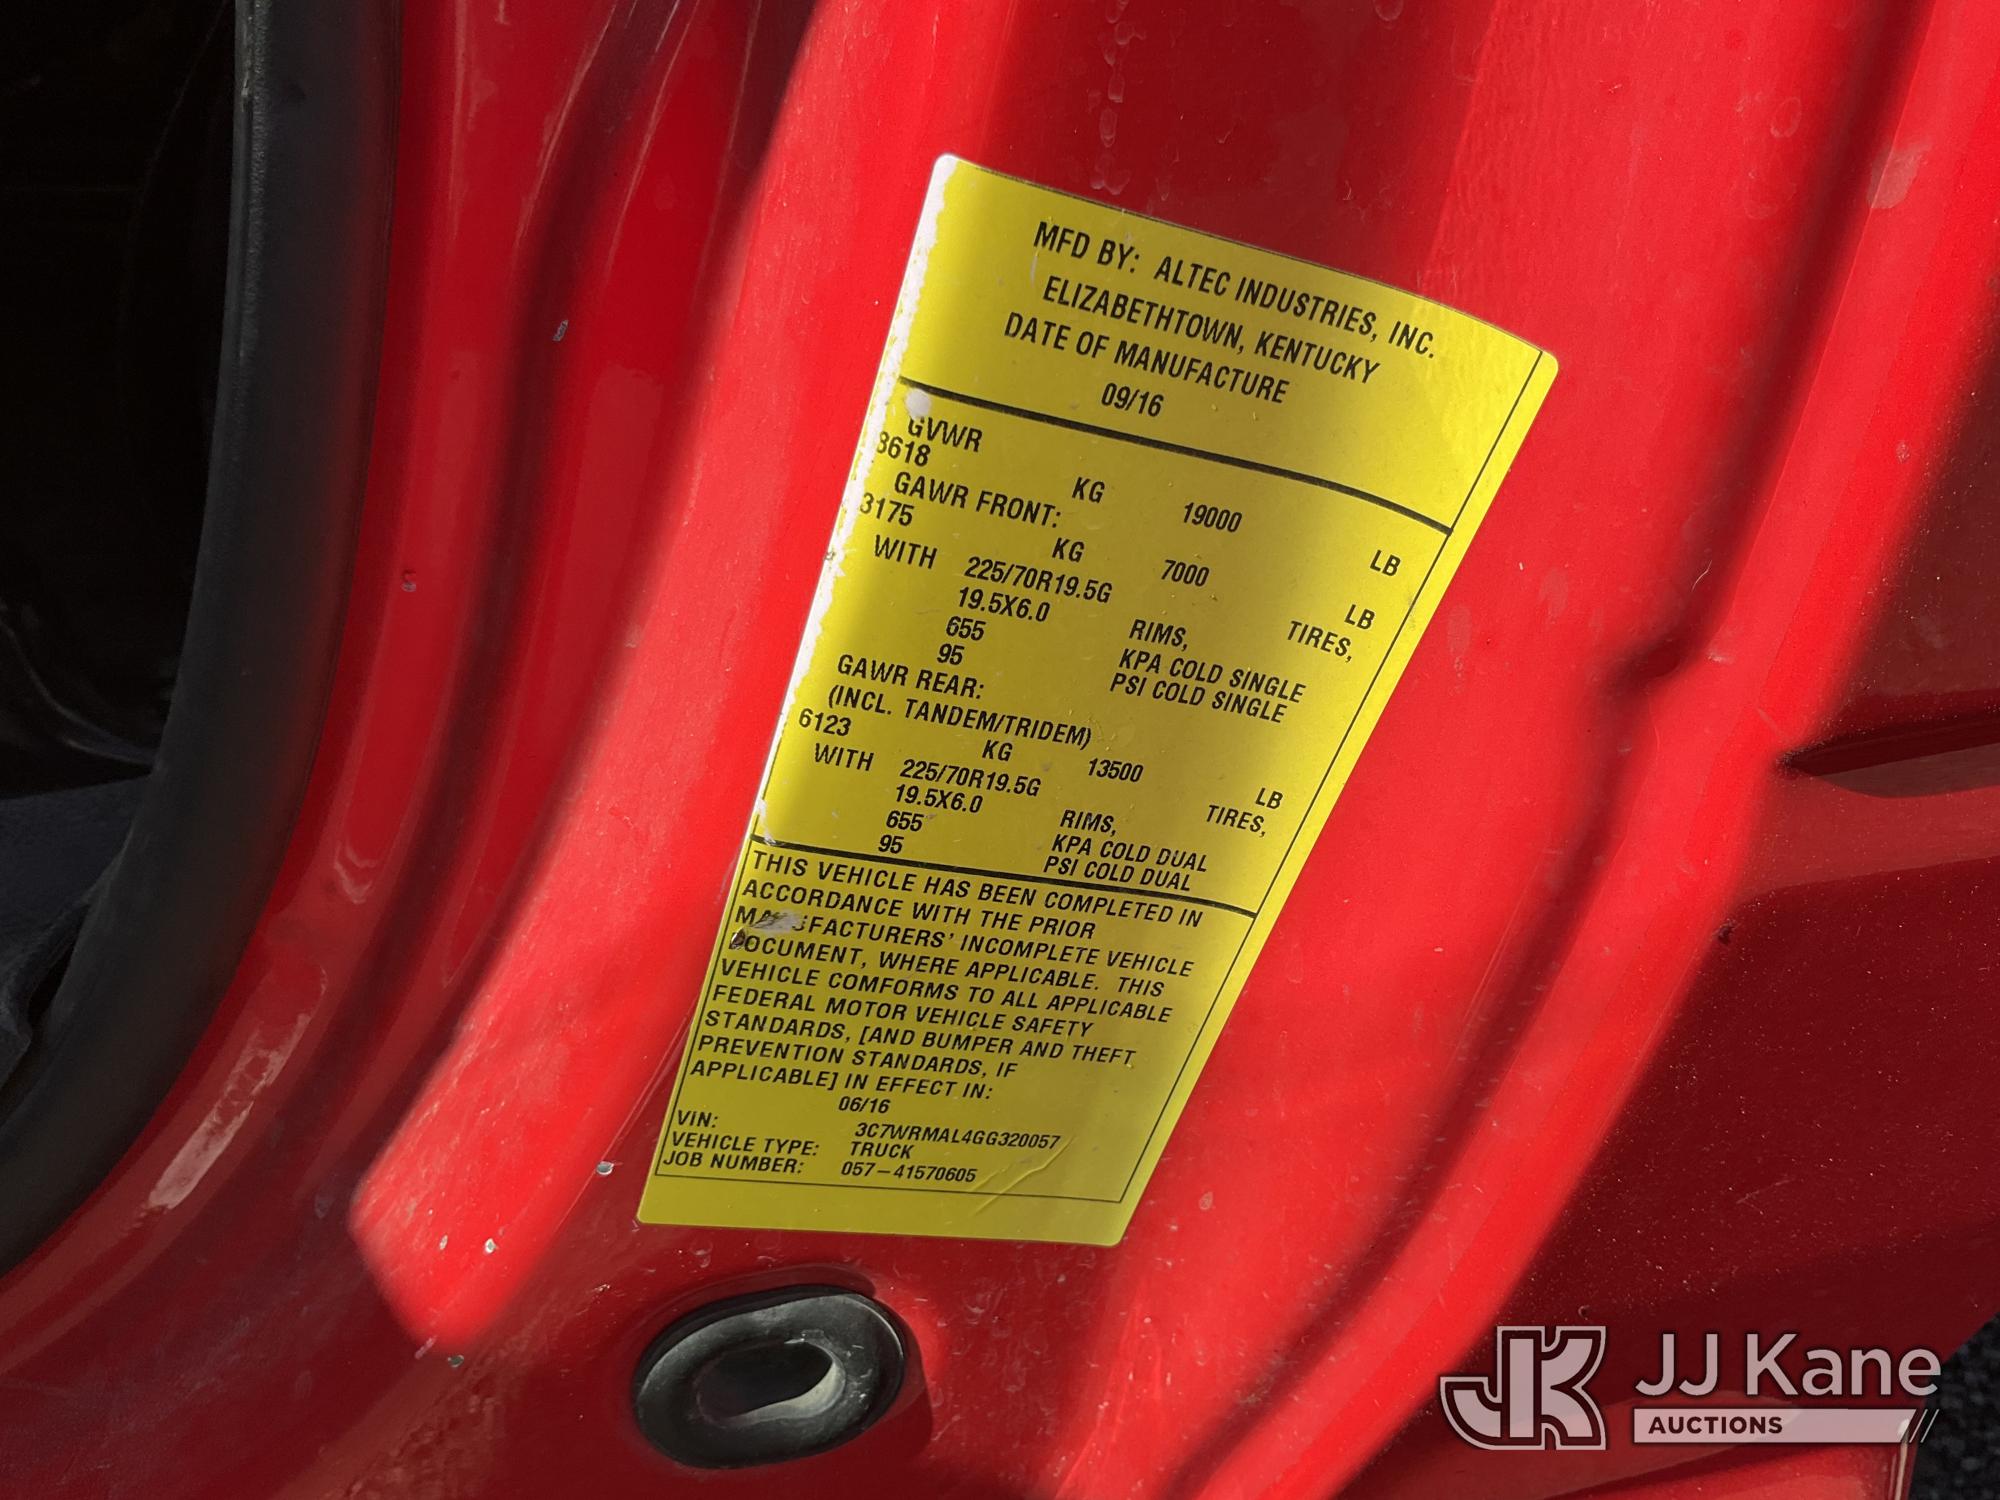 MFD BY: ALTEC INDUSTRIES, INC.
ELIZABETHTOWN, KENTUCKY
DATE OF MANUFACTURE
09/16
GVWR
8618 KG 19000 LB
GAWR FRONT:
3175 KG 7000 LB
WITH 225/70R19.5G TIRES,
19.5X6.0 RIMS,
655 KPA COLD SINGLE
95 PSI COLD SINGLE
GAWR REAR:
(INCL. TANDEM/TRIDEM)
6123 KG 13500 LB
WITH 225/70R19.5G TIRES,
19.5X6.0 RIMS,
655 KPA COLD DUAL
95 PSI COLD DUAL
THIS VEHICLE HAS BEEN COMPLETED IN
ACCORDANCE WITH THE PRIOR
MANUFACTURERS' INCOMPLETE VEHICLE
DOCUMENT, WHERE APPLICABLE. THIS
VEHICLE COMFORMS TO ALL APPLICABLE
FEDERAL MOTOR VEHICLE SAFETY
STANDARDS, [AND BUMPER AND THEFT
PREVENTION STANDARDS, IF
APPLICABLE] IN EFFECT IN:
06/16
VIN: 3C7WRMAL4GG320057
VEHICLE TYPE: TRUCK
JOB NUMBER: 057-41570605
JK JJ Kane
AUCTIONS